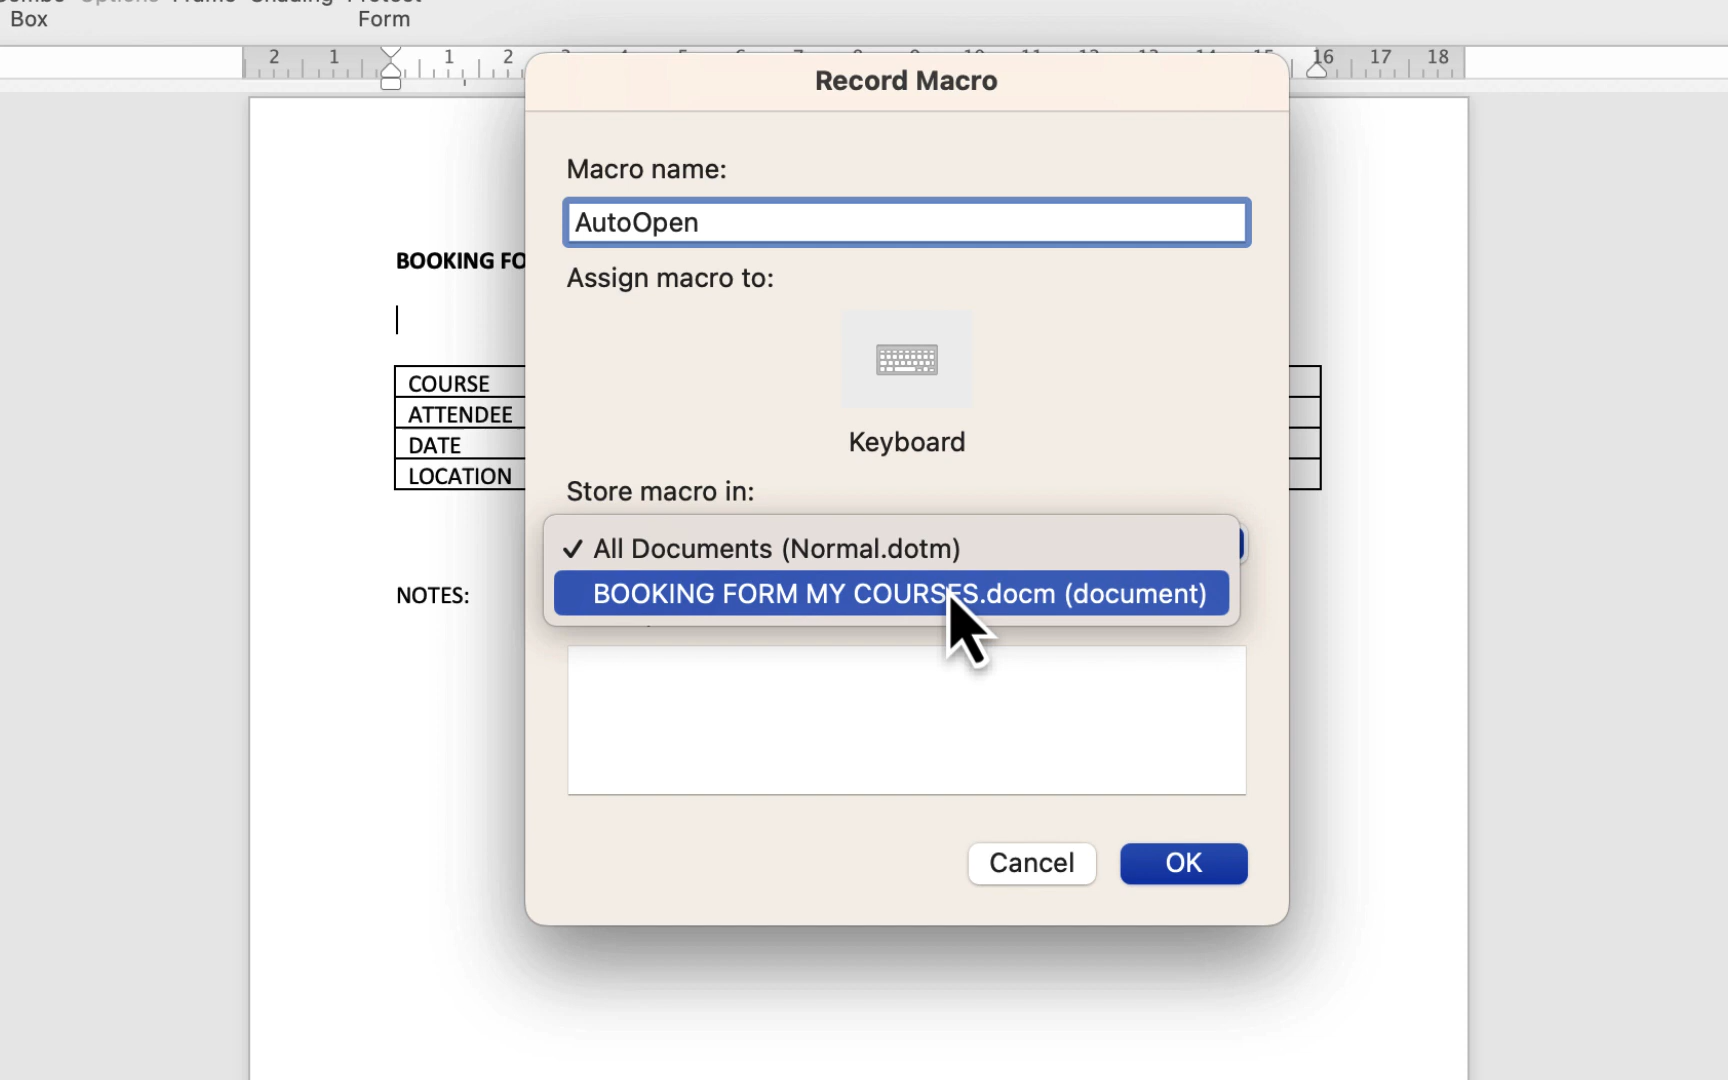 Box
Form
2 1 1 2 16 17 18
Record Macro
Macro name:
AutoOpen
BOOKING FO
Assign macro to:
COURSE
ATTENDEE
DATE
LOCATION
Keyboard
Store macro in:
✓ All Documents (Normal.dotm)
BOOKING FORM MY COURSES.docm (document)
NOTES:
Cancel OK